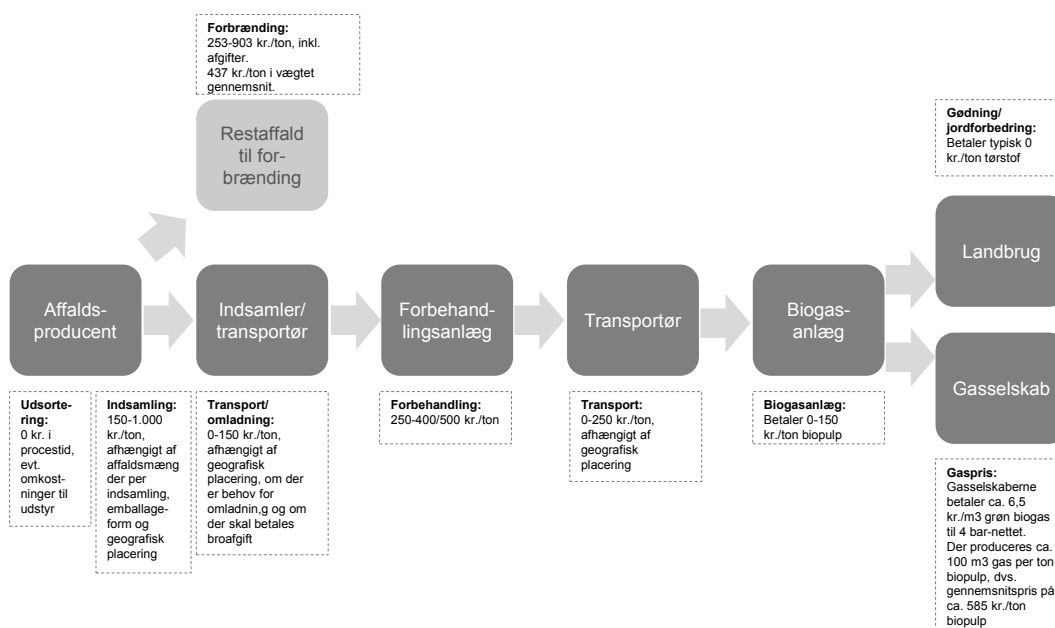 Forbrænding:
253-903 kr./ton, inkl.
afgifter.
437 kr./ton i vægtet
gennemsnit.
Restaffald
til for-
brænding
Gødning/
jordforbedring:
Betaler typisk 0
kr./ton tørstof
Affalds-
producent
Indsamler/
transportør
Forbehand-
lingsanlæg
Transportør
Biogas-
anlæg
Landbrug
Gasselskab
Udsorte-
ring:
0 kr. i
procestid,
evt.
omkost-
ninger til
udstyr
Indsamling:
150-1.000
kr./ton,
afhængigt af
affaldsmæng
der per
indsamling,
emballage-
form og
geografisk
placering
Transport/
omladning:
0-150 kr./ton,
afhængigt af
geografisk
placering, om der
er behov for
omladnin,g og om
der skal betales
broafgift
Forbehandling:
250-400/500 kr./ton
Transport:
0-250 kr./ton,
afhængigt af
geografisk
placering
Biogasanlæg:
Betaler 0-150
kr./ton biopulp
Gaspris:
Gasselskaberne
betaler ca. 6,5
kr./m3 grøn biogas
til 4 bar-nettet.
Der produceres ca.
100 m3 gas per ton
biopulp, dvs.
gennemsnitspris på
ca. 585 kr./ton
biopulp